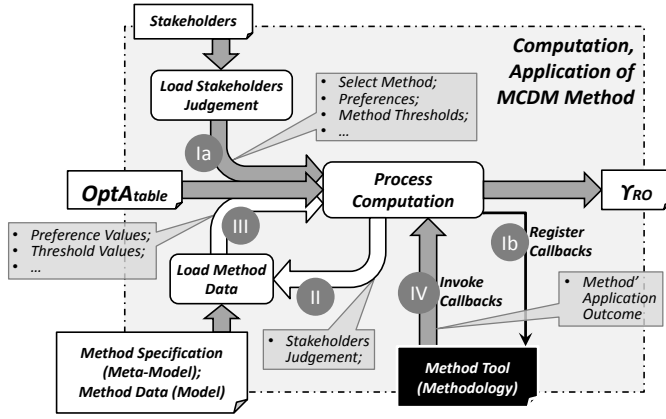 Stakeholders
Computation,
Application of
MCDM Method
Load Stakeholders
Judgement
• Select Method;
• Preferences;
• Method Thresholds;
• ...
Ia
OptAtable
Process
Computation
ΥRO
III
Ib
Register
Callbacks
• Preference Values;
• Threshold Values;
• ...
Load Method
Data
II
IV
Invoke
Callbacks
• Method'
Application
Outcome
• Stakeholders
Judgement;
Method Specification
(Meta-Model);
Method Data (Model)
Method Tool
(Methodology)